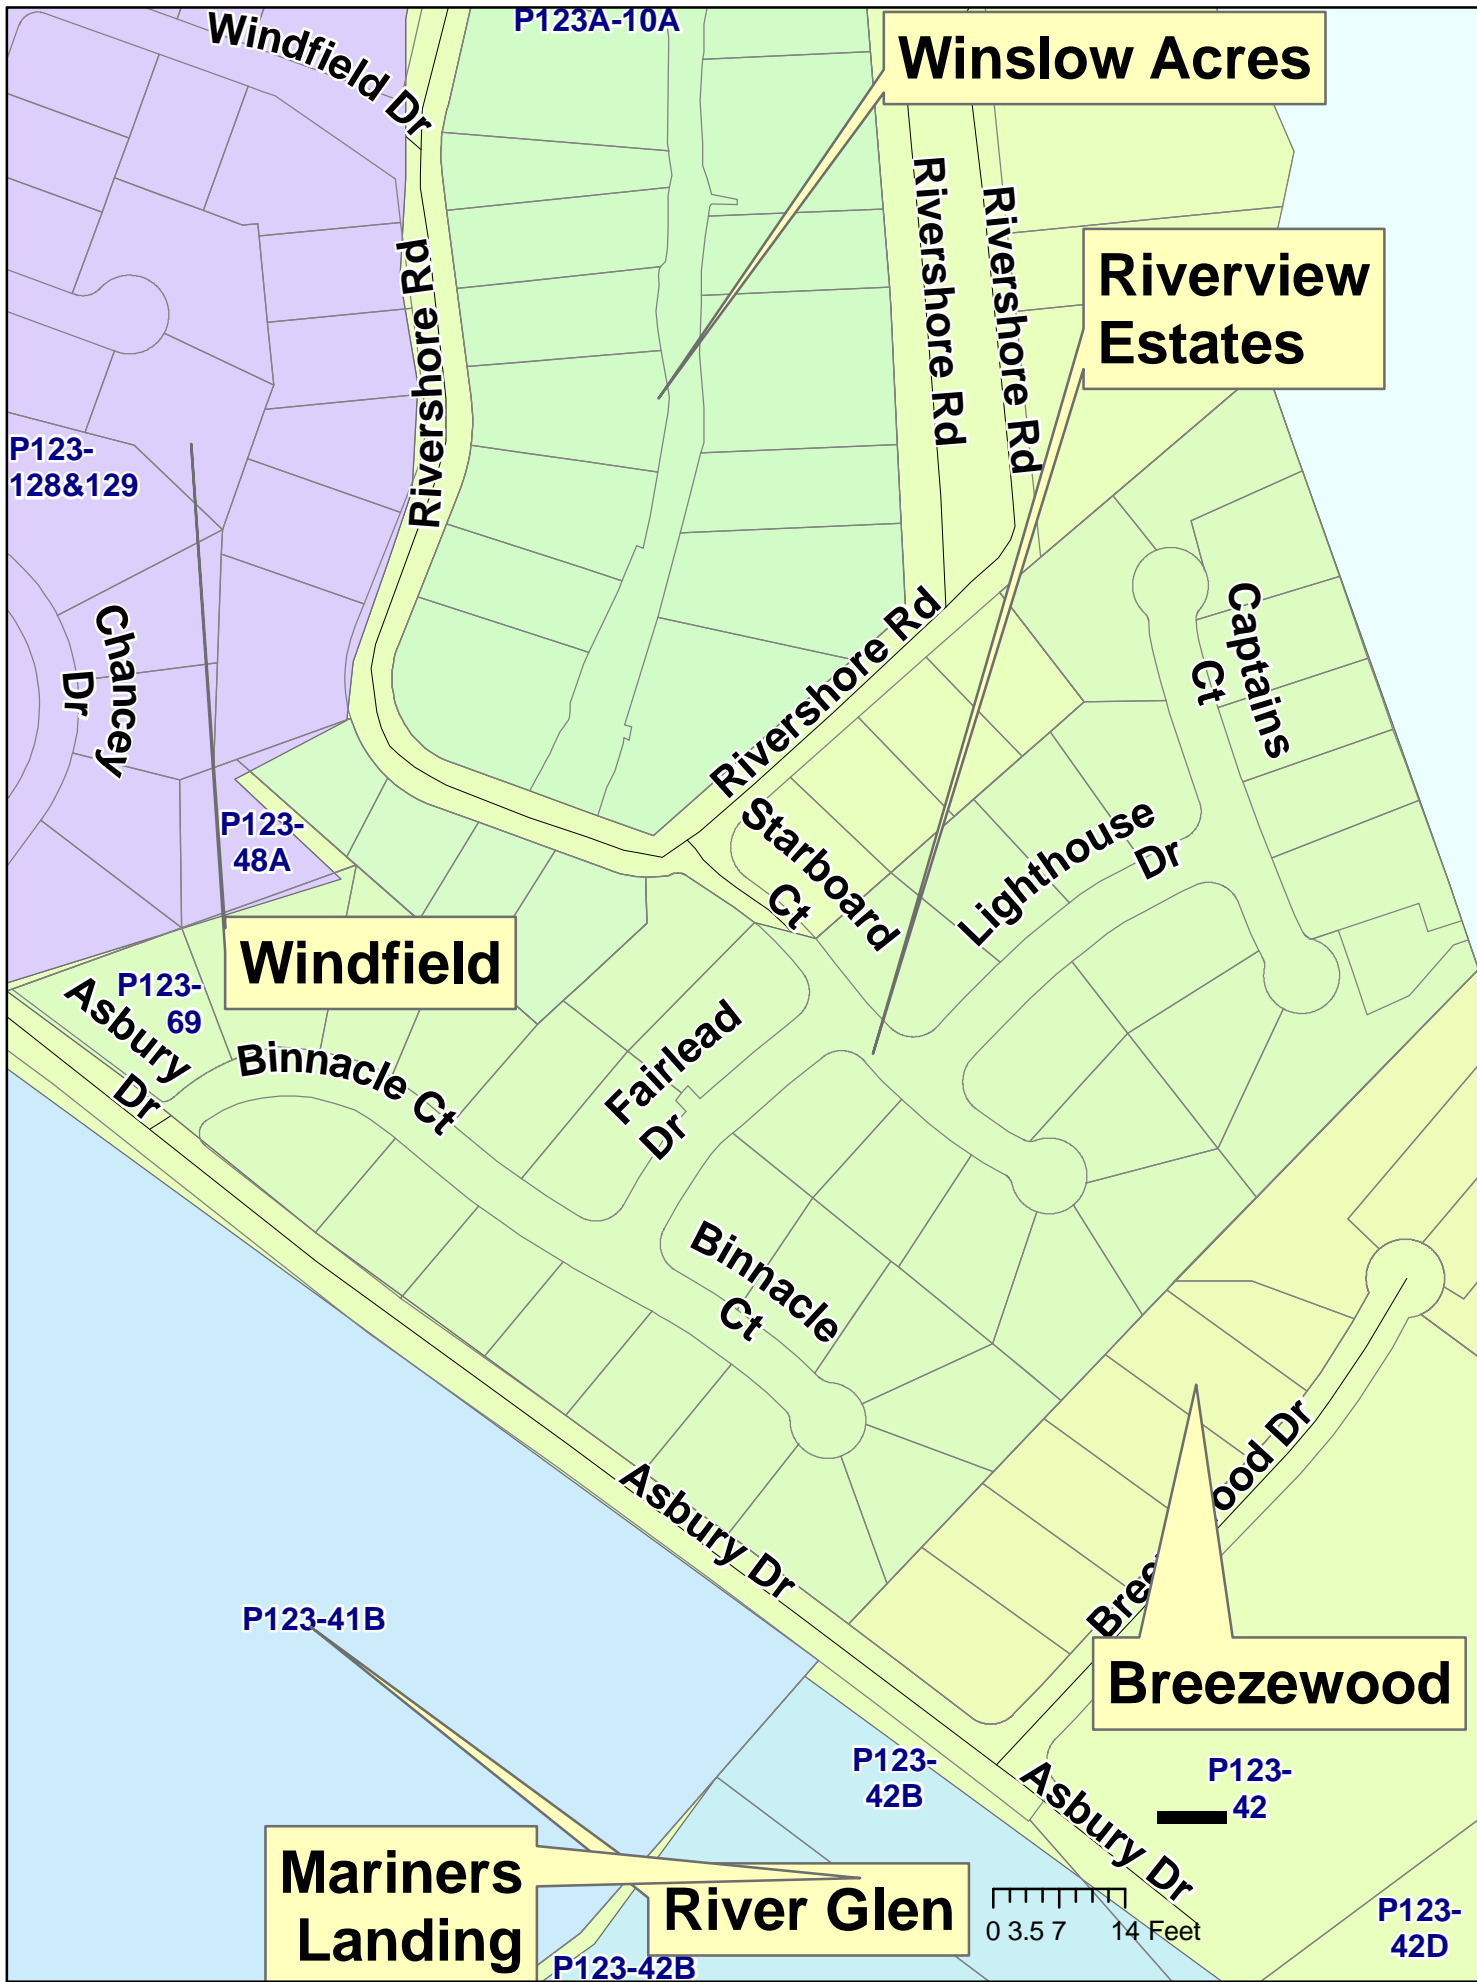 P123A-10A
Windfield Dr
Winslow Acres
Rivershore Rd
Rivershore Rd
Rivershore Rd
Riverview
Estates
P123-
128&129
Chancey
Dr
Captains
Ct
Rivershore Rd
P123-
48A
Starboard
Ct
Lighthouse
Dr
Windfield
P123-
69
Asbury
Dr
Binnacle Ct
Fairlead
Dr
Binnacle
Ct
Asbury Dr
Bree
ood Dr
P123-41B
Breezewood
P123-
42B
P123-
42
Asbury Dr
Mariners
Landing
River Glen
0 3.5 7 14 Feet
P123-
42D
P123-42B